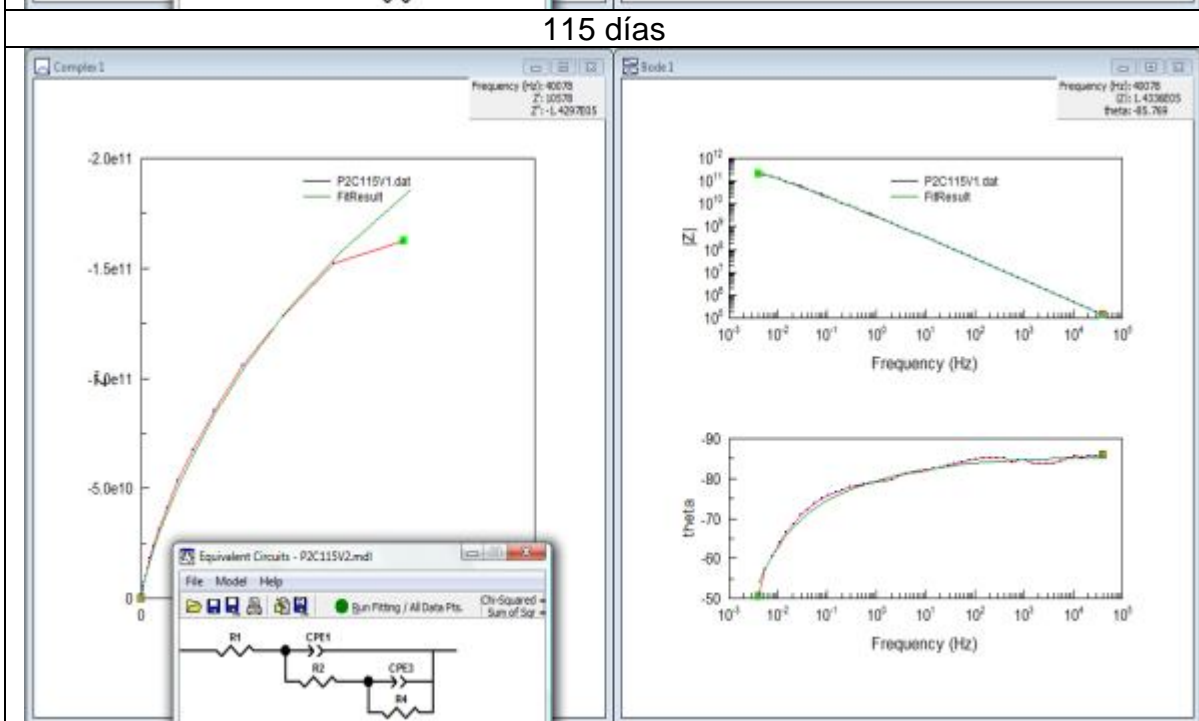 115 días
Complex 1
Frequency (Hz): 40078
Z': 10578
Z'': -1.4297E05
-2.0e11
-1.5e11
-5.0e10
0
0
P2C115V1.dat
FitResult
Equivalent Circuits - P2C115V2.mdl
File Model Help
Run Fitting / All Data Pts.
Chi-Squared =
Sum of Sqr =
R1
CPE1
R2
CPE3
R4
Bode 1
Frequency (Hz): 40078
|Z|: 1.4336E05
theta: -85.769
|Z|
10^12
10^11
10^10
10^9
10^8
10^7
10^6
10^5
P2C115V1.dat
FitResult
10^-3 10^-2 10^-1 10^0 10^1 10^2 10^3 10^4 10^5
Frequency (Hz)
theta
-90
-80
-70
-60
-50
10^-3 10^-2 10^-1 10^0 10^1 10^2 10^3 10^4 10^5
Frequency (Hz)